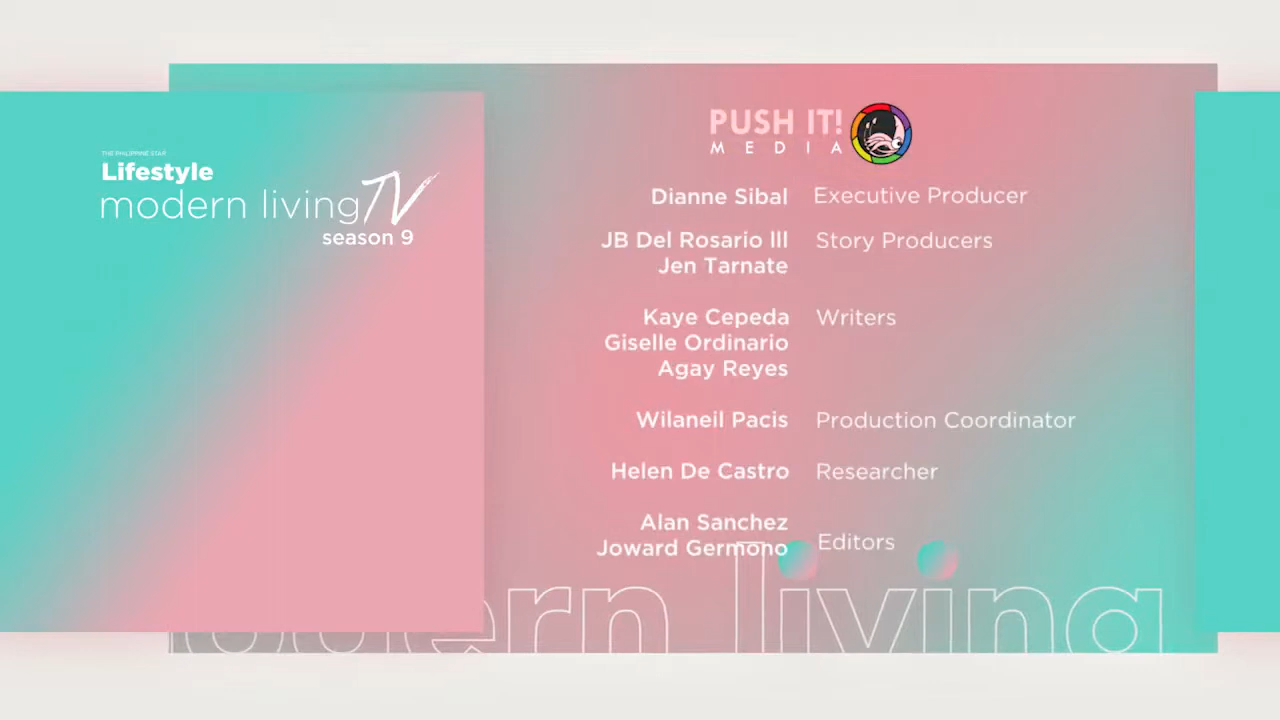 THE PHILIPPINE STAR
Lifestyle
modern living TV
season 9
PUSH IT!
MEDIA
Dianne Sibal Executive Producer
JB Del Rosario III Story Producers
Jen Tarnate
Kaye Cepeda Writers
Giselle Ordinario
Agay Reyes
Wilaneil Pacis Production Coordinator
Helen De Castro Researcher
Alan Sanchez
Joward Germono Editors
modern living